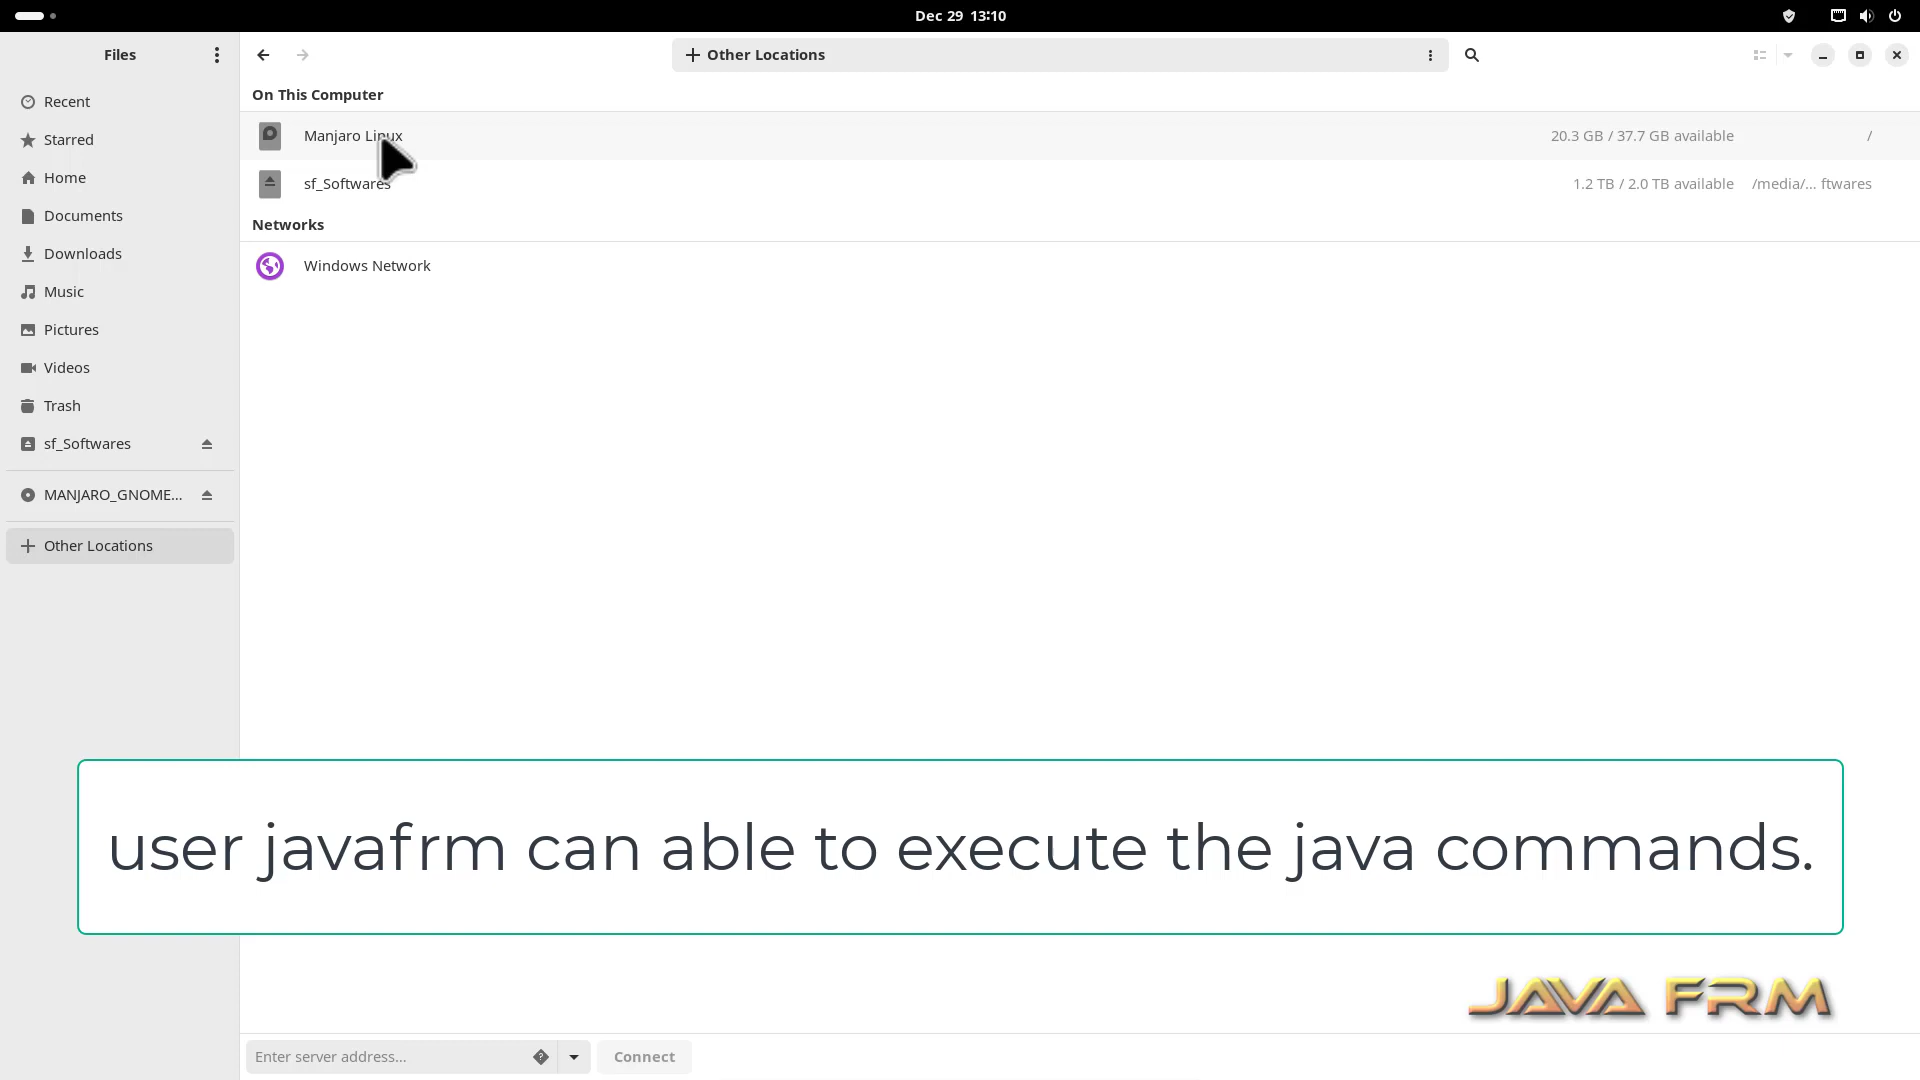 Dec 29 13:10
Files
Other Locations
Recent
Starred
Home
Documents
Downloads
Music
Pictures
Videos
Trash
sf_Softwares
MANJARO_GNOME...
Other Locations
On This Computer
Manjaro Linux
20.3 GB / 37.7 GB available
/
sf_Softwares
1.2 TB / 2.0 TB available
/media/... ftwares
Networks
Windows Network
user javafrm can able to execute the java commands.
JAVA FRM
Enter server address...
Connect